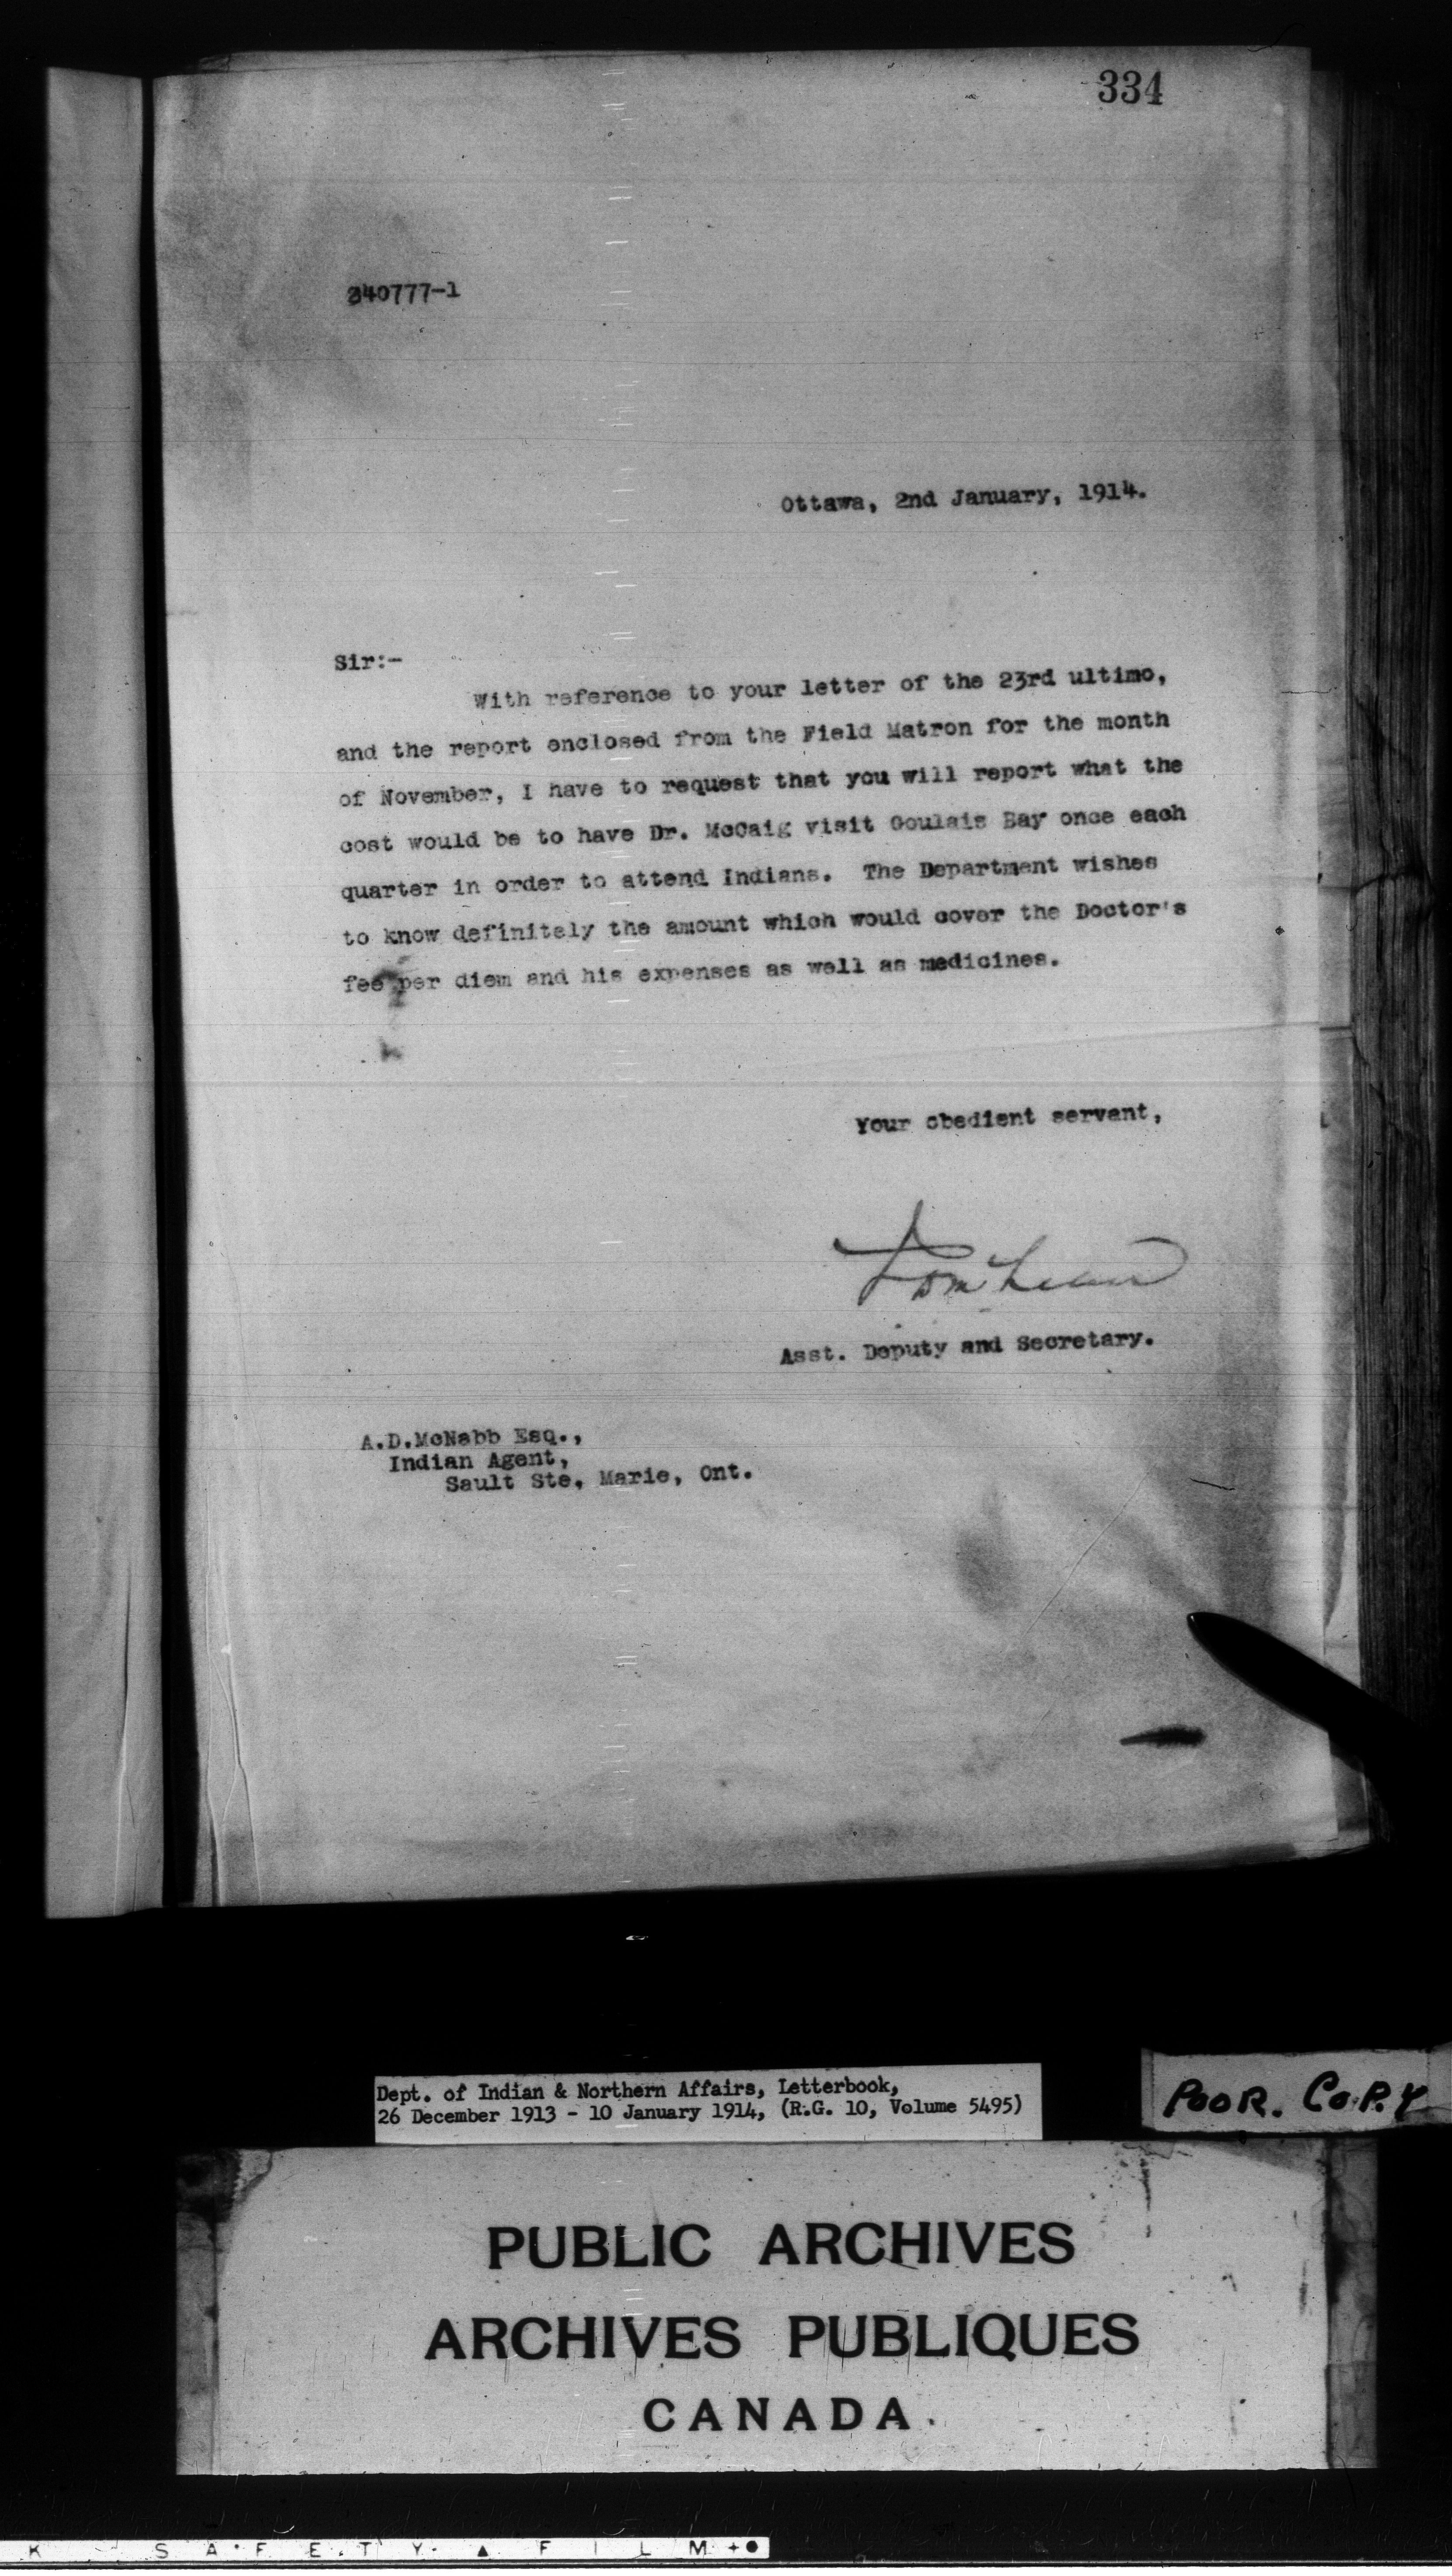 334
340777-1
Ottawa, 2nd January, 1914.
Sir:-
With reference to your letter of the 23rd ultimo,
and the report enclosed from the Field Matron for the month
of November, I have to request that you will report what the
cost would be to have Dr. McCaig visit Goulais Bay once each
quarter in order to attend Indians. The Department wishes
to know definitely the amount which would cover the Doctor's
fee per diem and his expenses as well as medicines.
Your obedient servant,
Asst. Deputy and Secretary.
A.D.McNabb Esq.,
Indian Agent,
Sault Ste, Marie, Ont.
Dept. of Indian & Northern Affairs, Letterbook,
26 December 1913 - 10 January 1914, (R.G. 10, Volume 5495)
POOR. COPY
PUBLIC ARCHIVES
ARCHIVES PUBLIQUES
CANADA
K SAFETY ▲ FILM +●